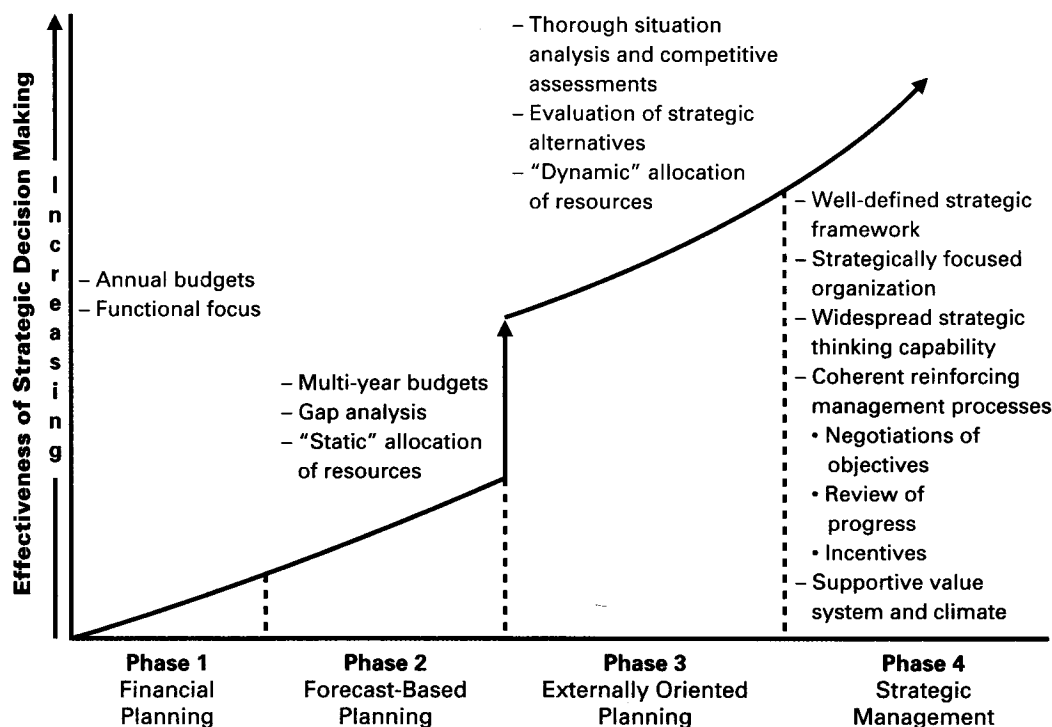 Effectiveness of Strategic Decision Making
Increasing
– Annual budgets
– Functional focus
– Multi-year budgets
– Gap analysis
– “Static” allocation
of resources
– Thorough situation
analysis and competitive
assessments
– Evaluation of strategic
alternatives
– “Dynamic” allocation
of resources
– Well-defined strategic
framework
– Strategically focused
organization
– Widespread strategic
thinking capability
– Coherent reinforcing
management processes
• Negotiations of
objectives
• Review of
progress
• Incentives
– Supportive value
system and climate
Phase 1
Financial
Planning
Phase 2
Forecast-Based
Planning
Phase 3
Externally Oriented
Planning
Phase 4
Strategic
Management